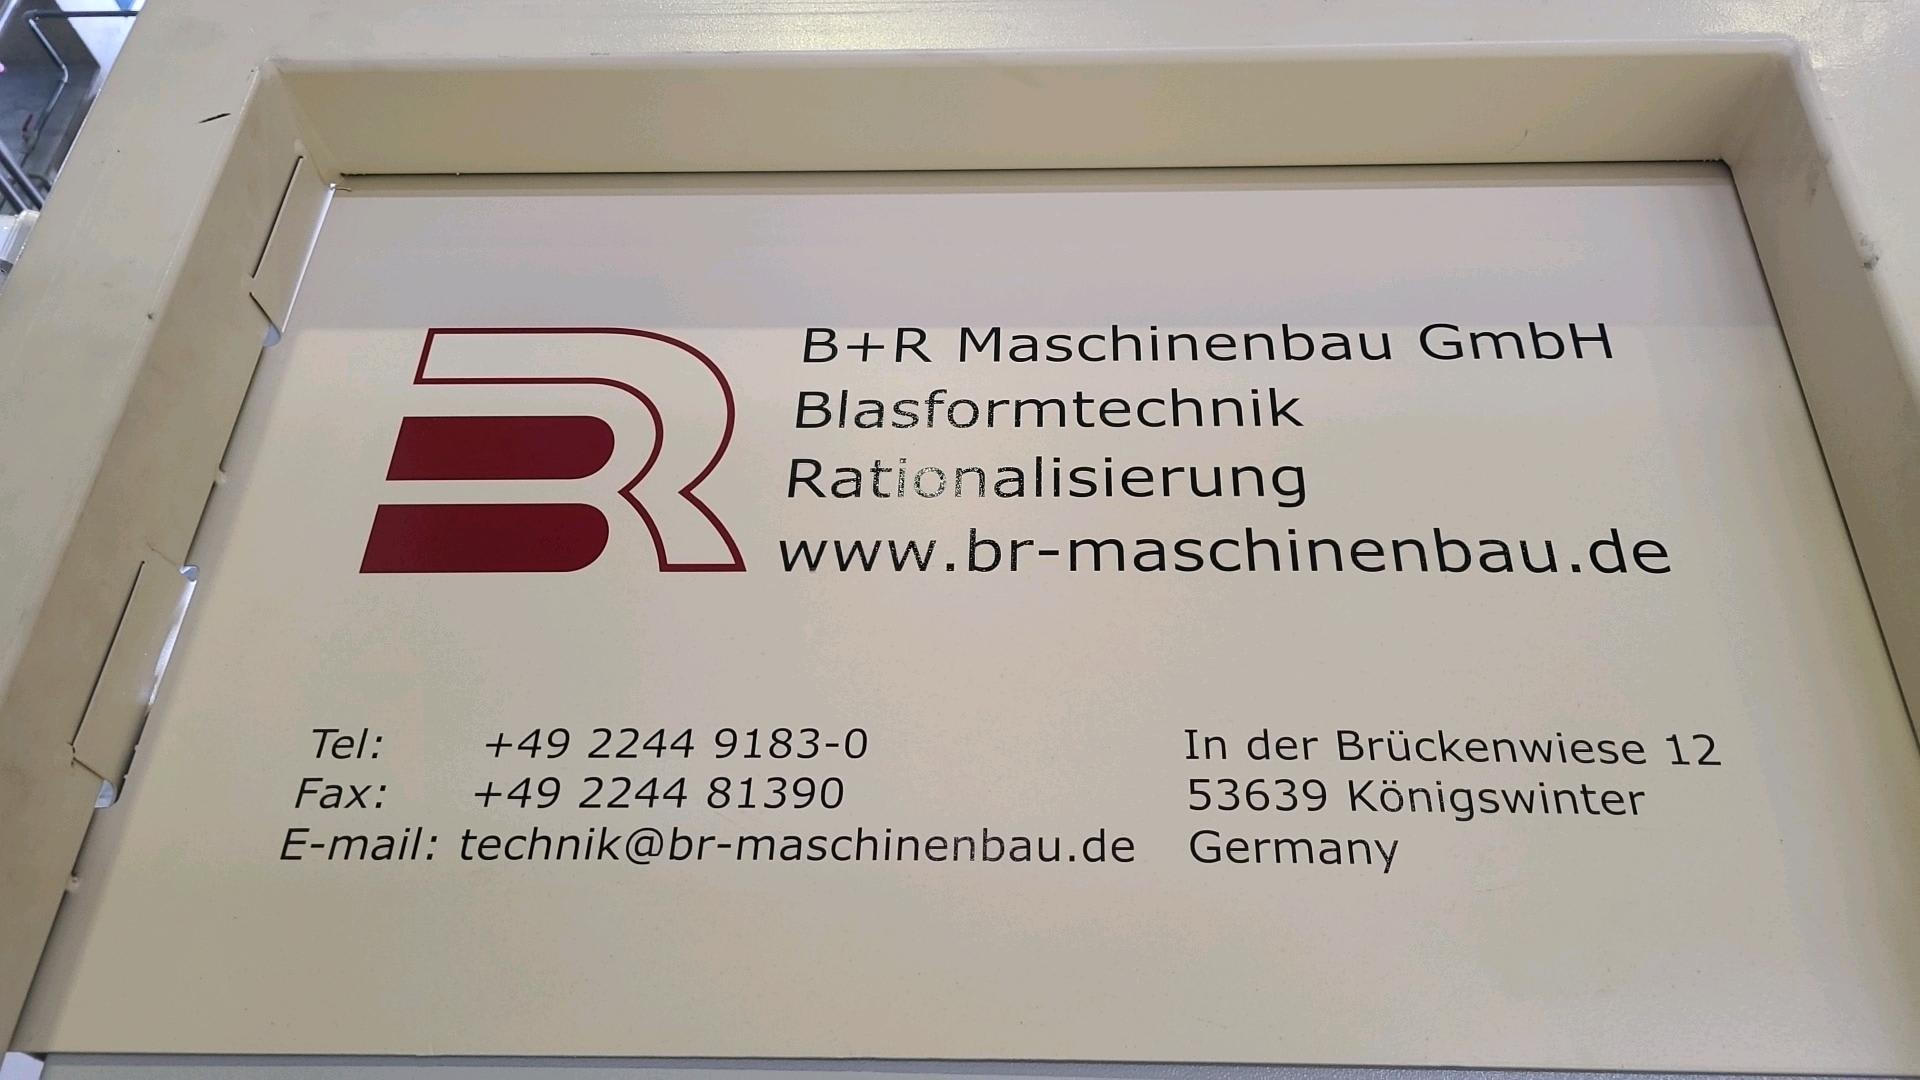 BR
B+R Maschinenbau GmbH
Blasformtechnik
Rationalisierung
www.br-maschinenbau.de
Tel: +49 2244 9183-0
Fax: +49 2244 81390
E-mail: technik@br-maschinenbau.de
In der Brückenwiese 12
53639 Königswinter
Germany